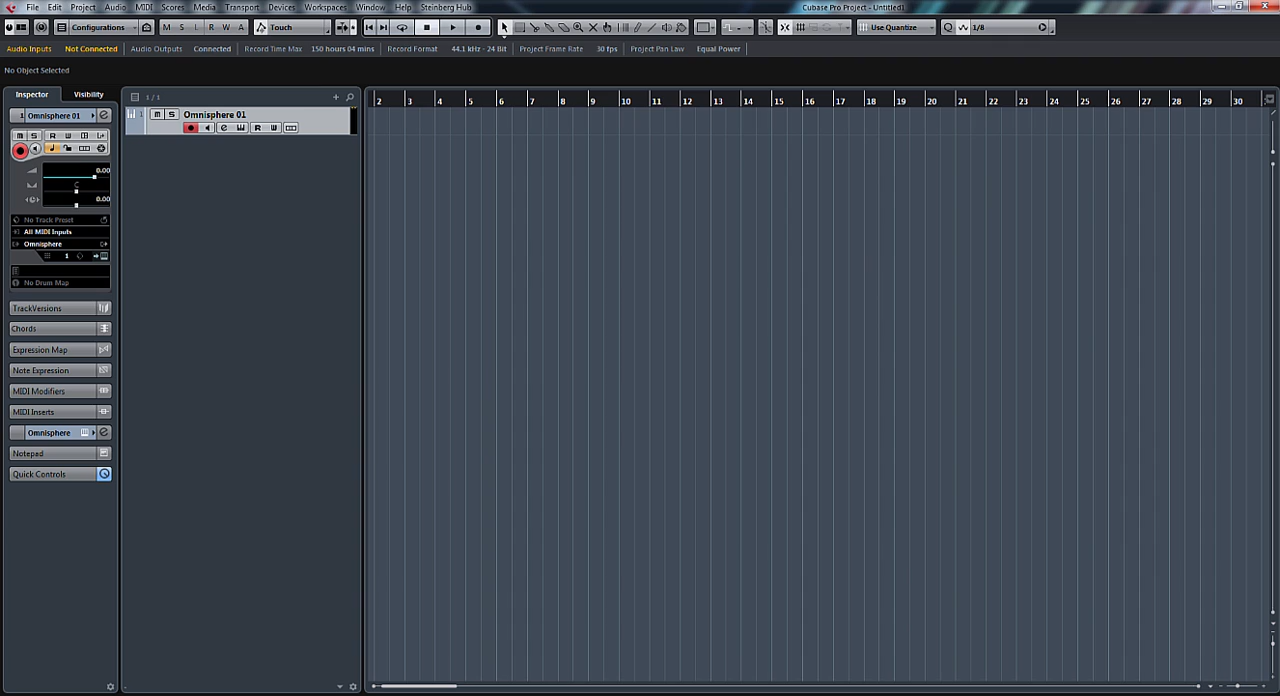 File Edit Project Audio MIDI Scores Media Transport Devices Workspaces Window Help Steinberg Hub Cubase Pro Project - Untitled1
Configurations M S L R W A Touch Use Quantize Q 1/8
Audio Inputs Not Connected Audio Outputs Connected Record Time Max 150 hours 04 mins Record Format 44.1 kHz - 24 Bit Project Frame Rate 30 fps Project Pan Law Equal Power
No Object Selected
Inspector Visibility 1 / 1 2 3 4 5 6 7 8 9 10 11 12 13 14 15 16 17 18 19 20 21 22 23 24 25 26 27 28 29 30
1 Omnisphere 01 e 1 m S Omnisphere 01
m S R W
e R W
0.00
C
0.00
No Track Preset
All MIDI Inputs
Omnisphere
1
No Drum Map
TrackVersions
Chords
Expression Map
Note Expression
MIDI Modifiers
MIDI Inserts
Omnisphere e
Notepad
Quick Controls